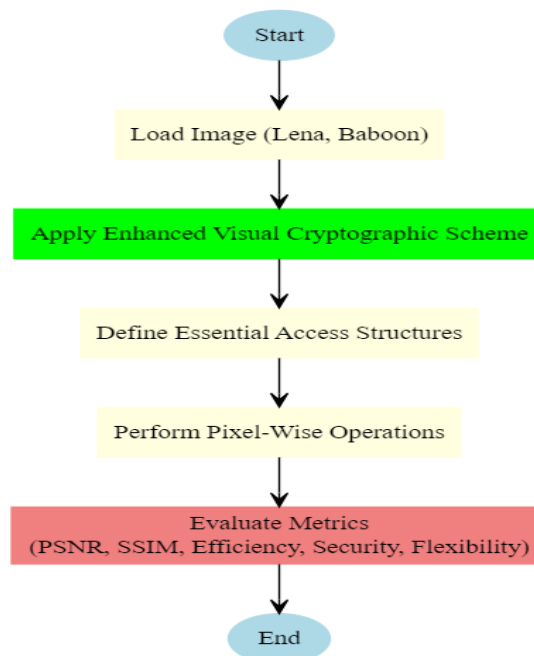 Start
Load Image (Lena, Baboon)
Apply Enhanced Visual Cryptographic Scheme
Define Essential Access Structures
Perform Pixel-Wise Operations
Evaluate Metrics
(PSNR, SSIM, Efficiency, Security, Flexibility)
End